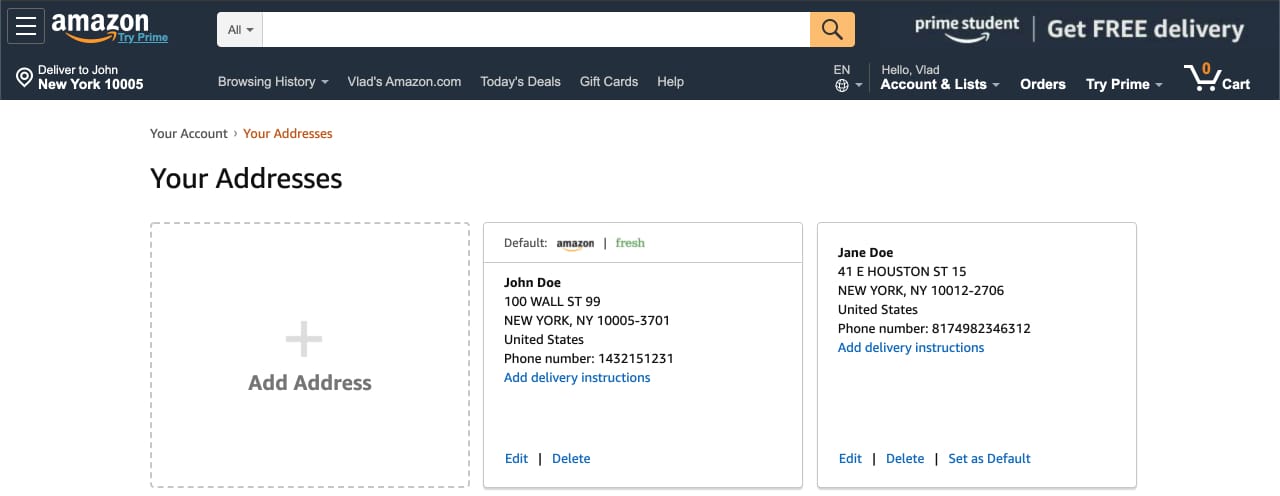 amazon
Try Prime
All
prime student | Get FREE delivery
Deliver to John
New York 10005
Browsing History
Vlad's Amazon.com
Today's Deals
Gift Cards
Help
EN
Hello, Vlad
Account & Lists
Orders
Try Prime
0
Cart
Your Account › Your Addresses
Your Addresses
Add Address
Default: amazon | fresh
John Doe
100 WALL ST 99
NEW YORK, NY 10005-3701
United States
Phone number: 1432151231
Add delivery instructions
Edit | Delete
Jane Doe
41 E HOUSTON ST 15
NEW YORK, NY 10012-2706
United States
Phone number: 8174982346312
Add delivery instructions
Edit | Delete | Set as Default